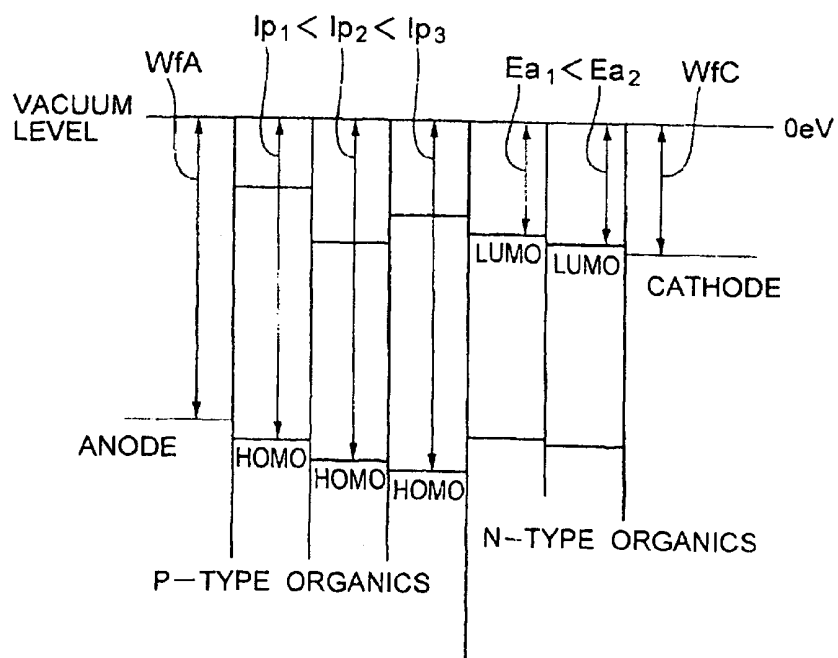 Ip1 < Ip2 < Ip3
WfA
Ea1 < Ea2
WfC
VACUUM
LEVEL
0eV
LUMO
LUMO
CATHODE
ANODE
HOMO
HOMO
HOMO
N-TYPE ORGANICS
P-TYPE ORGANICS